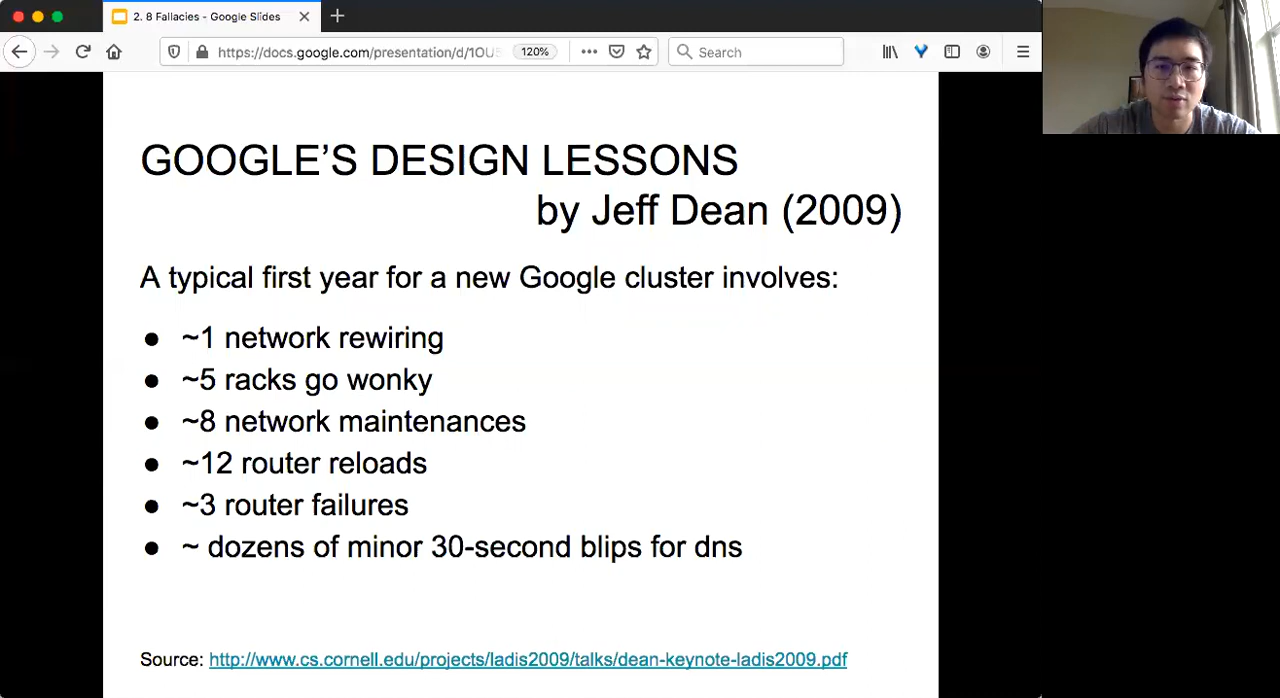 2. 8 Fallacies - Google Slides
https://docs.google.com/presentation/d/1OU5
120%
Search
GOOGLE’S DESIGN LESSONS
by Jeff Dean (2009)
A typical first year for a new Google cluster involves:
● ~1 network rewiring
● ~5 racks go wonky
● ~8 network maintenances
● ~12 router reloads
● ~3 router failures
● ~ dozens of minor 30-second blips for dns
Source: http://www.cs.cornell.edu/projects/ladis2009/talks/dean-keynote-ladis2009.pdf